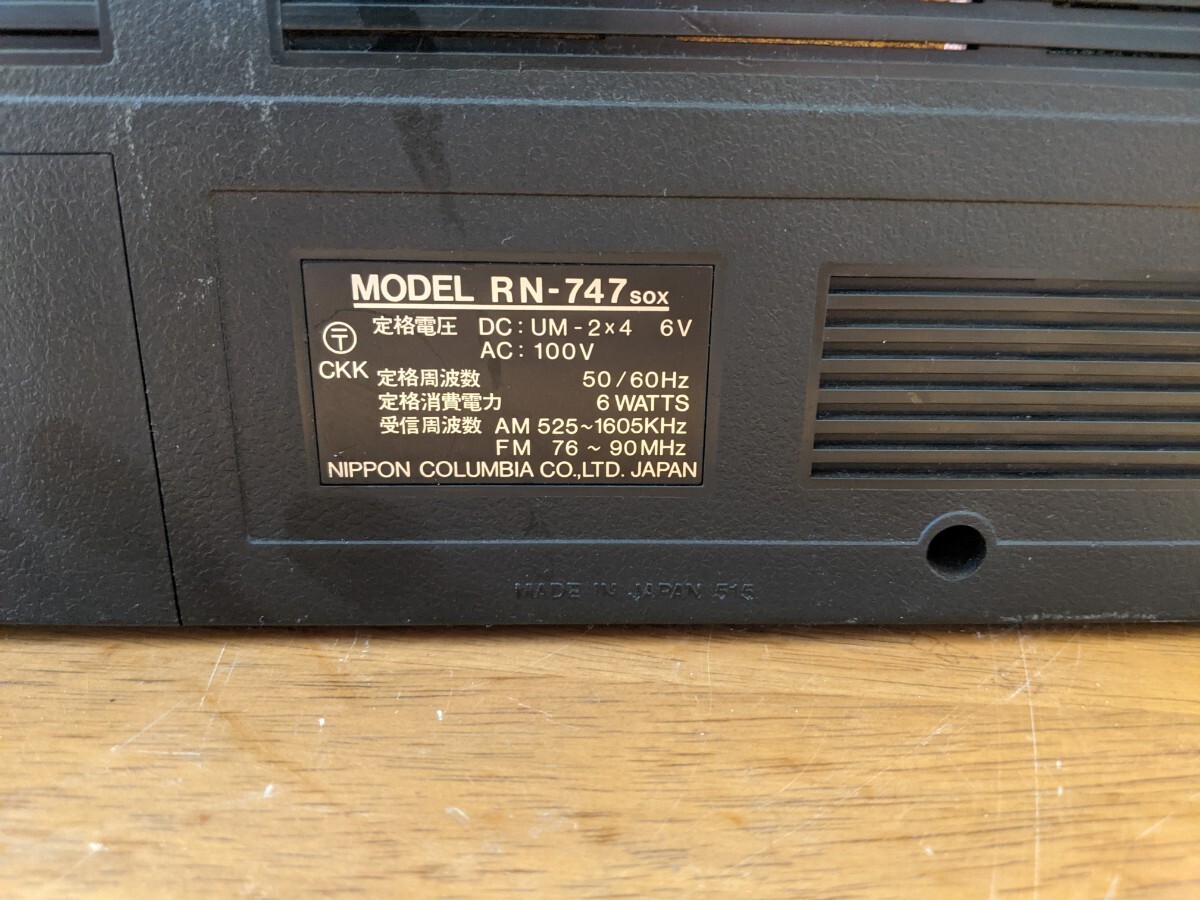 MODEL RN-747 SOX
〒 定格電圧 DC: UM-2×4 6V
AC: 100V
CKK
定格周波数 50/60Hz
定格消費電力 6 WATTS
受信周波数 AM 525~1605KHz
FM 76 ~ 90MHz
NIPPON COLUMBIA CO.,LTD. JAPAN
MADE IN JAPAN 515